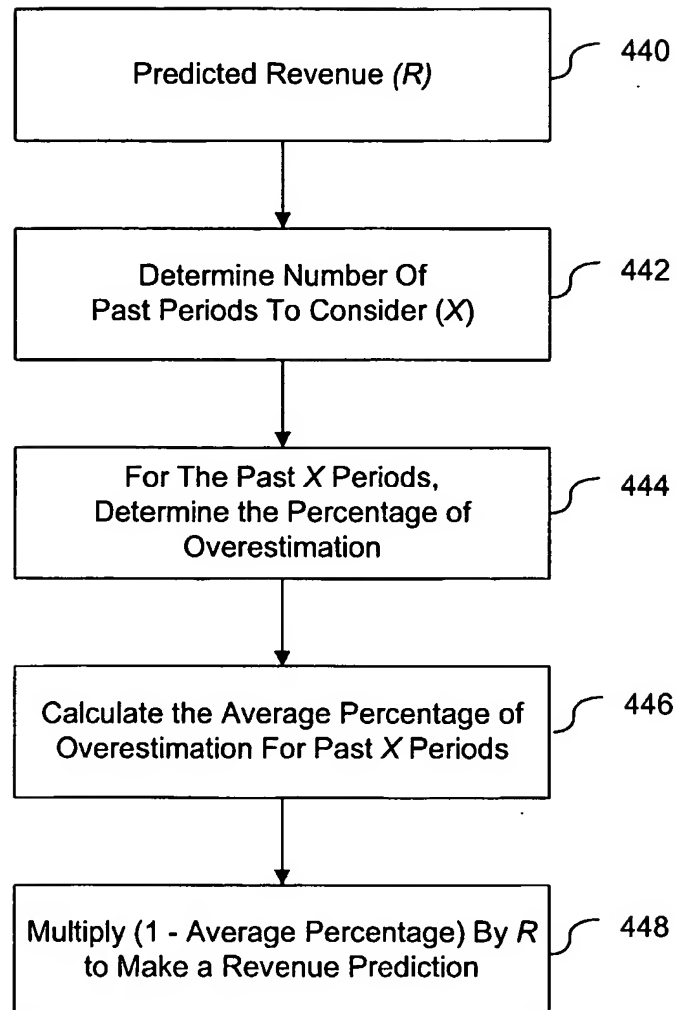 Predicted Revenue (R)
440
Determine Number Of
Past Periods To Consider (X)
442
For The Past X Periods,
Determine the Percentage of
Overestimation
444
Calculate the Average Percentage of
Overestimation For Past X Periods
446
Multiply (1 - Average Percentage) By R
to Make a Revenue Prediction
448